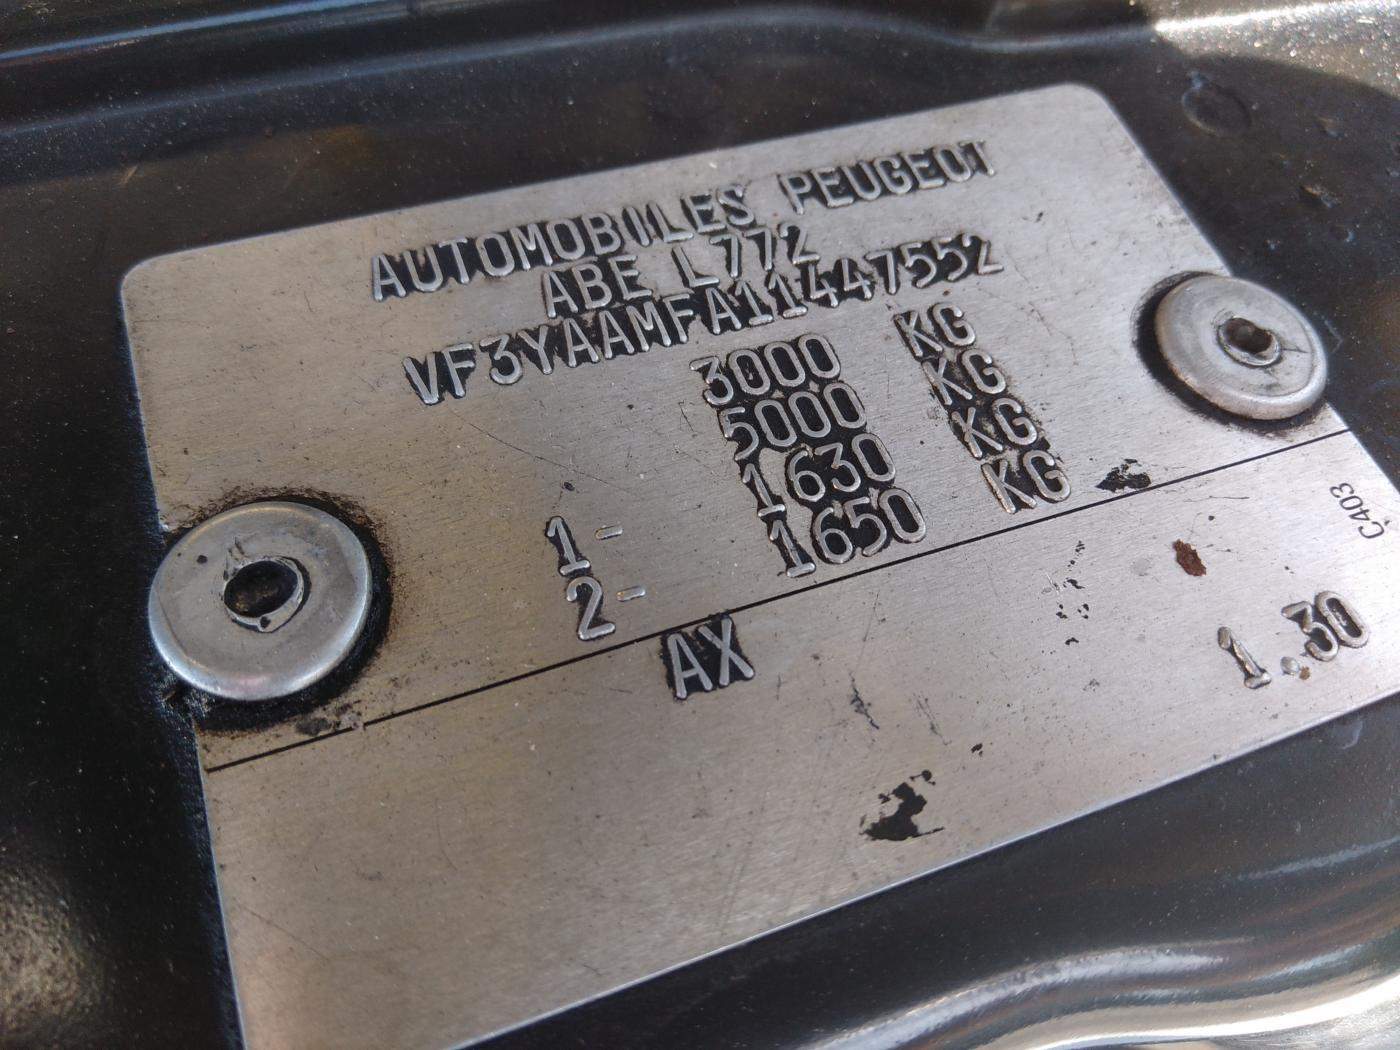 AUTOMOBILES PEUGEOT
ABE L772
VF3YAAMFA11447552
3000 KG
5000 KG
1- 1630 KG
2- 1650 KG
C403
AX 1.30